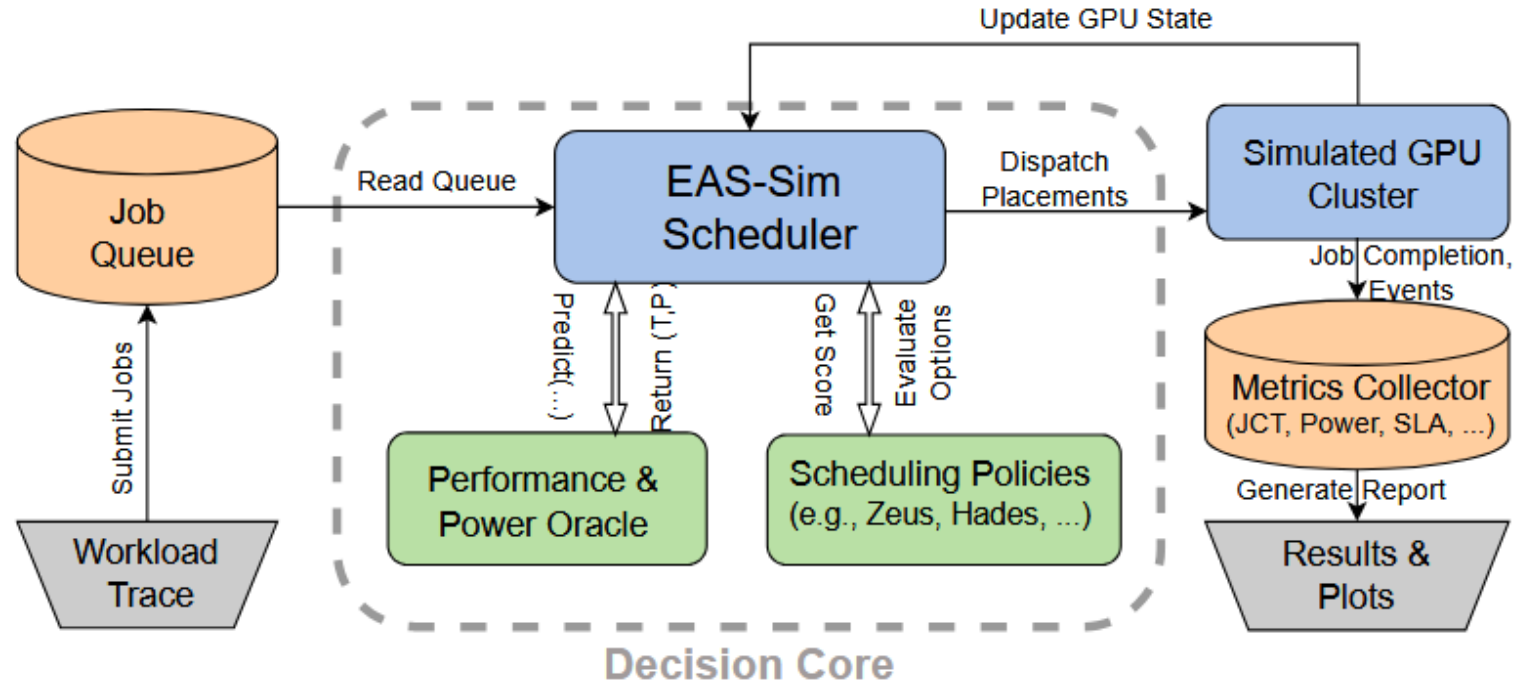 Update GPU State
Job
Queue
Read Queue
EAS-Sim
Scheduler
Dispatch
Placements
Simulated GPU
Cluster
Job Completion,
Events
Submit Jobs
Predict(...)
Return (T,P)
Get Score
Evaluate
Options
Metrics Collector
(JCT, Power, SLA, ...)
Performance &
Power Oracle
Scheduling Policies
(e.g., Zeus, Hades, ...)
Generate Report
Workload
Trace
Results &
Plots
Decision Core